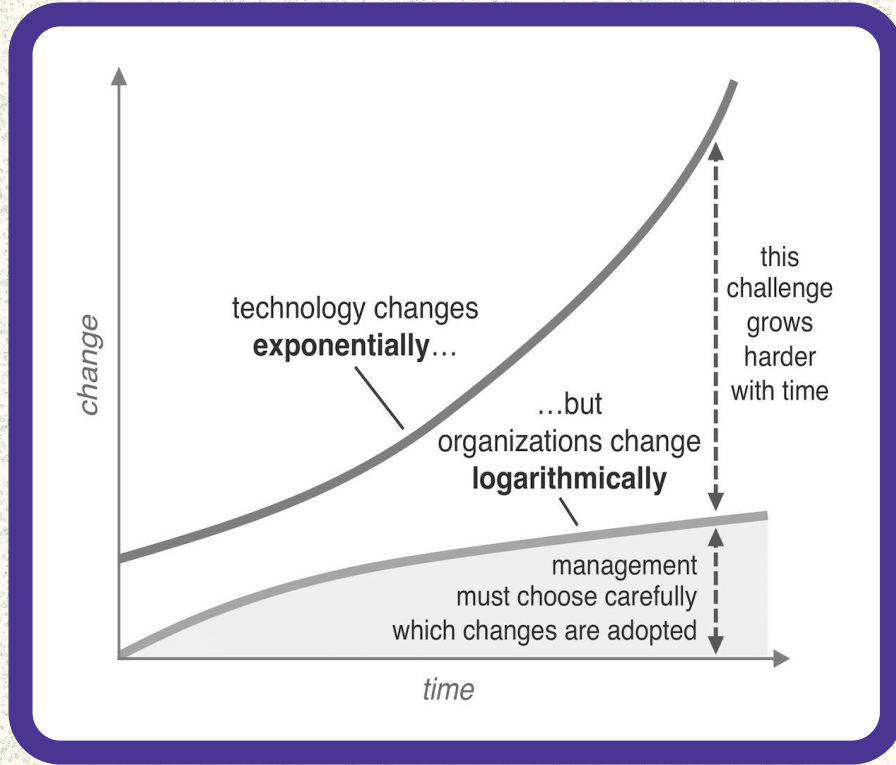 technology changes
exponentially…
…but
organizations change
logarithmically
this
challenge
grows
harder
with time
management
must choose carefully
which changes are adopted
change
time